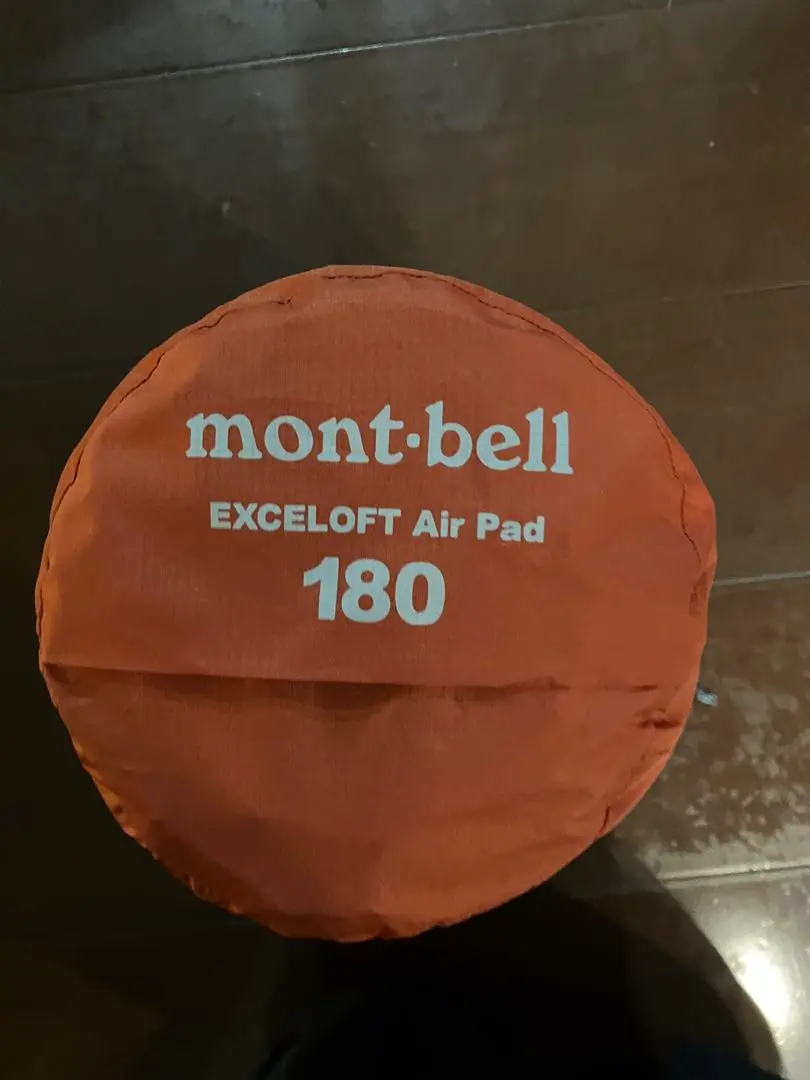 mont·bell
EXCELOFT Air Pad
180